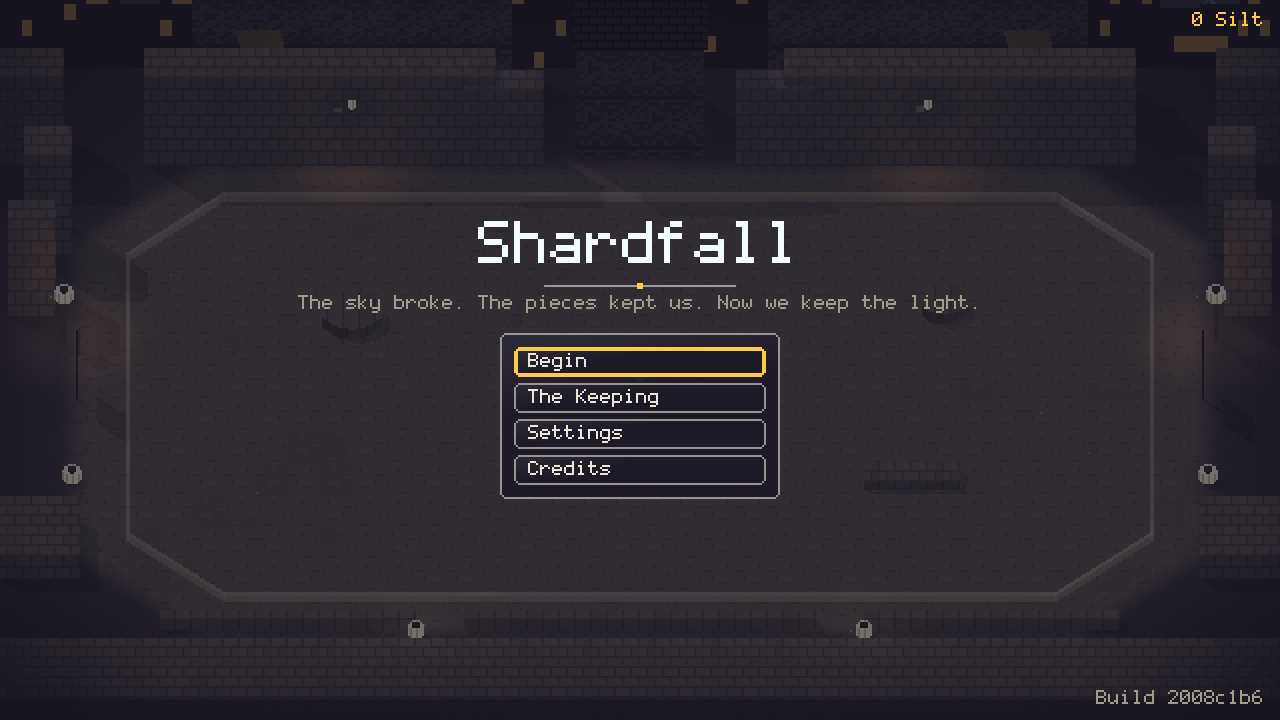 0 Silt
Shardfall
The sky broke. The pieces kept us. Now we keep the light.
Begin
The Keeping
Settings
Credits
Build 2008c1b6